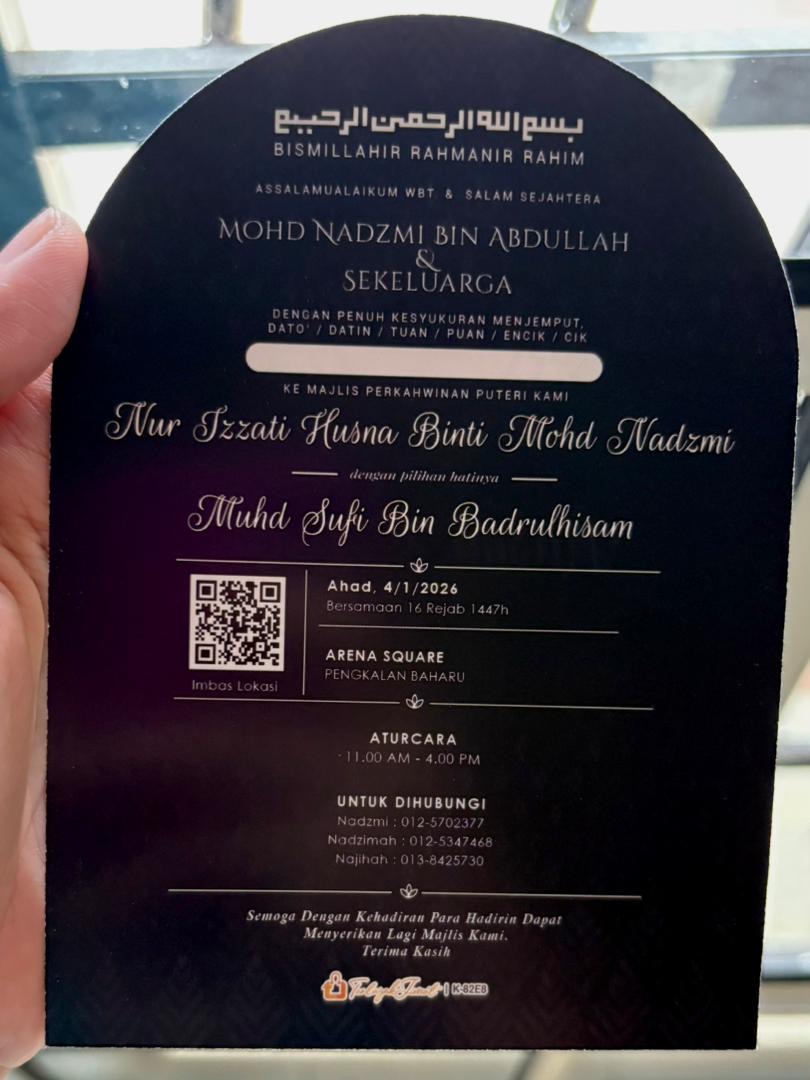 بسم الله الرحمن الرحيم
BISMILLAHIR RAHMANIR RAHIM
ASSALAMUALAIKUM WBT & SALAM SEJAHTERA
MOHD NADZMI BIN ABDULLAH
&
SEKELUARGA
DENGAN PENUH KESYUKURAN MENJEMPUT,
DATO' / DATIN / TUAN / PUAN / ENCIK / CIK
KE MAJLIS PERKAHWINAN PUTERI KAMI
Nur Izzati Husna Binti Mohd Nadzmi
dengan pilihan hatinya
Muhd Sufi Bin Badrulhisam
Ahad, 4/1/2026
Bersamaan 16 Rejab 1447h
ARENA SQUARE
PENGKALAN BAHARU
Imbas Lokasi
ATURCARA
11.00 AM - 4.00 PM
UNTUK DIHUBUNGI
Nadzmi : 012-5702377
Nadzimah : 012-5347468
Najihah : 013-8425730
Semoga Dengan Kehadiran Para Hadirin Dapat
Menyerikan Lagi Majlis Kami.
Terima Kasih
| K-82E8